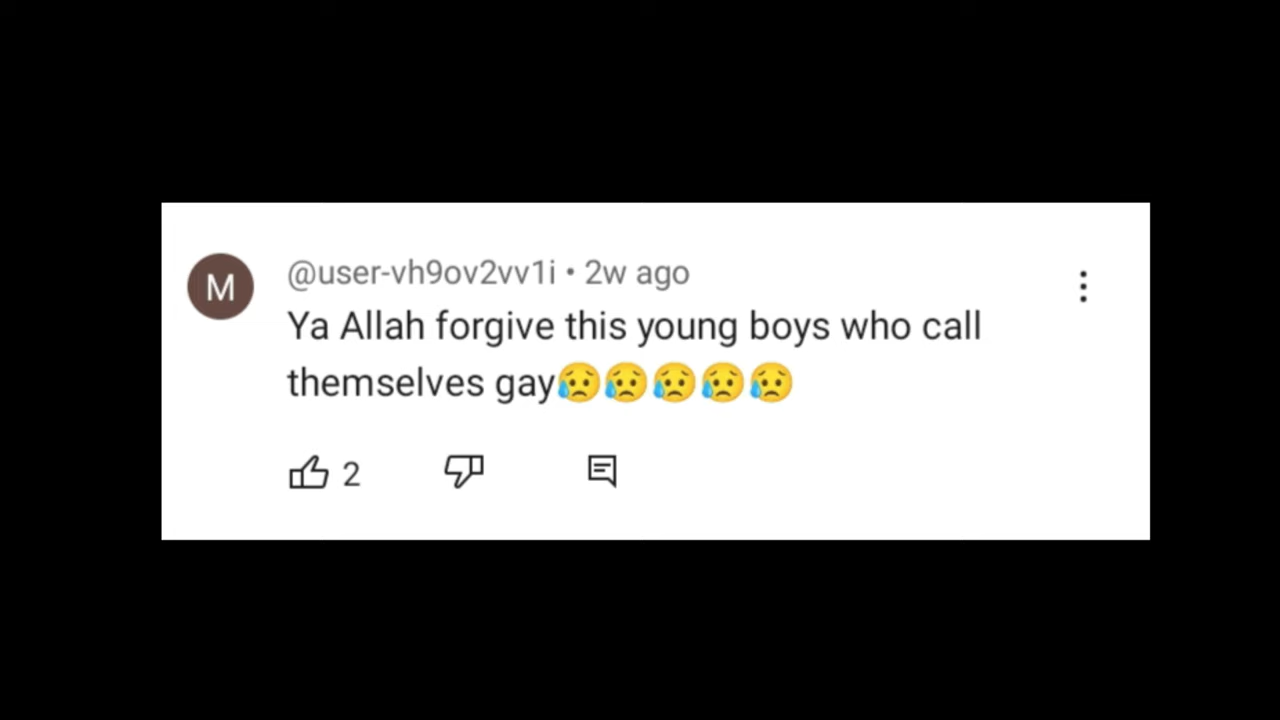 M
@user-vh9ov2vv1i • 2w ago
Ya Allah forgive this young boys who call
themselves gay😥😥😥😥😥
2